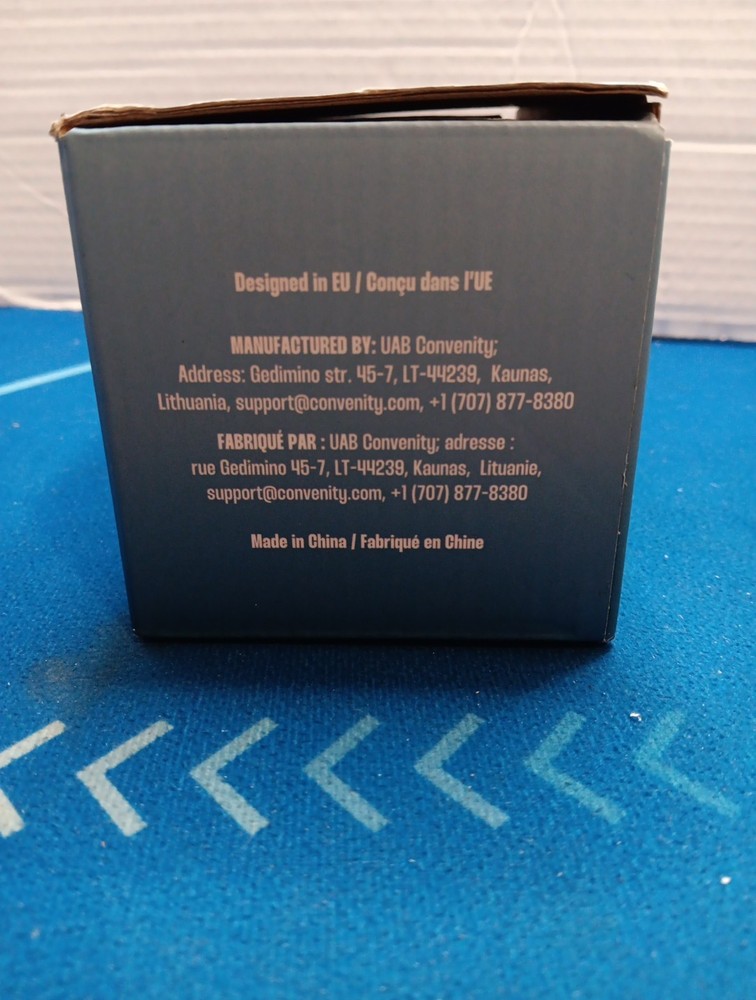 Designed in EU / Conçu dans l'UE
MANUFACTURED BY: UAB Convenity;
Address: Gedimino str. 45-7, LT-44239, Kaunas,
Lithuania, support@convenity.com, +1 (707) 877-8380
FABRIQUÉ PAR : UAB Convenity; adresse :
rue Gedimino 45-7, LT-44239, Kaunas, Lituanie,
support@convenity.com, +1 (707) 877-8380
Made in China / Fabriqué en Chine